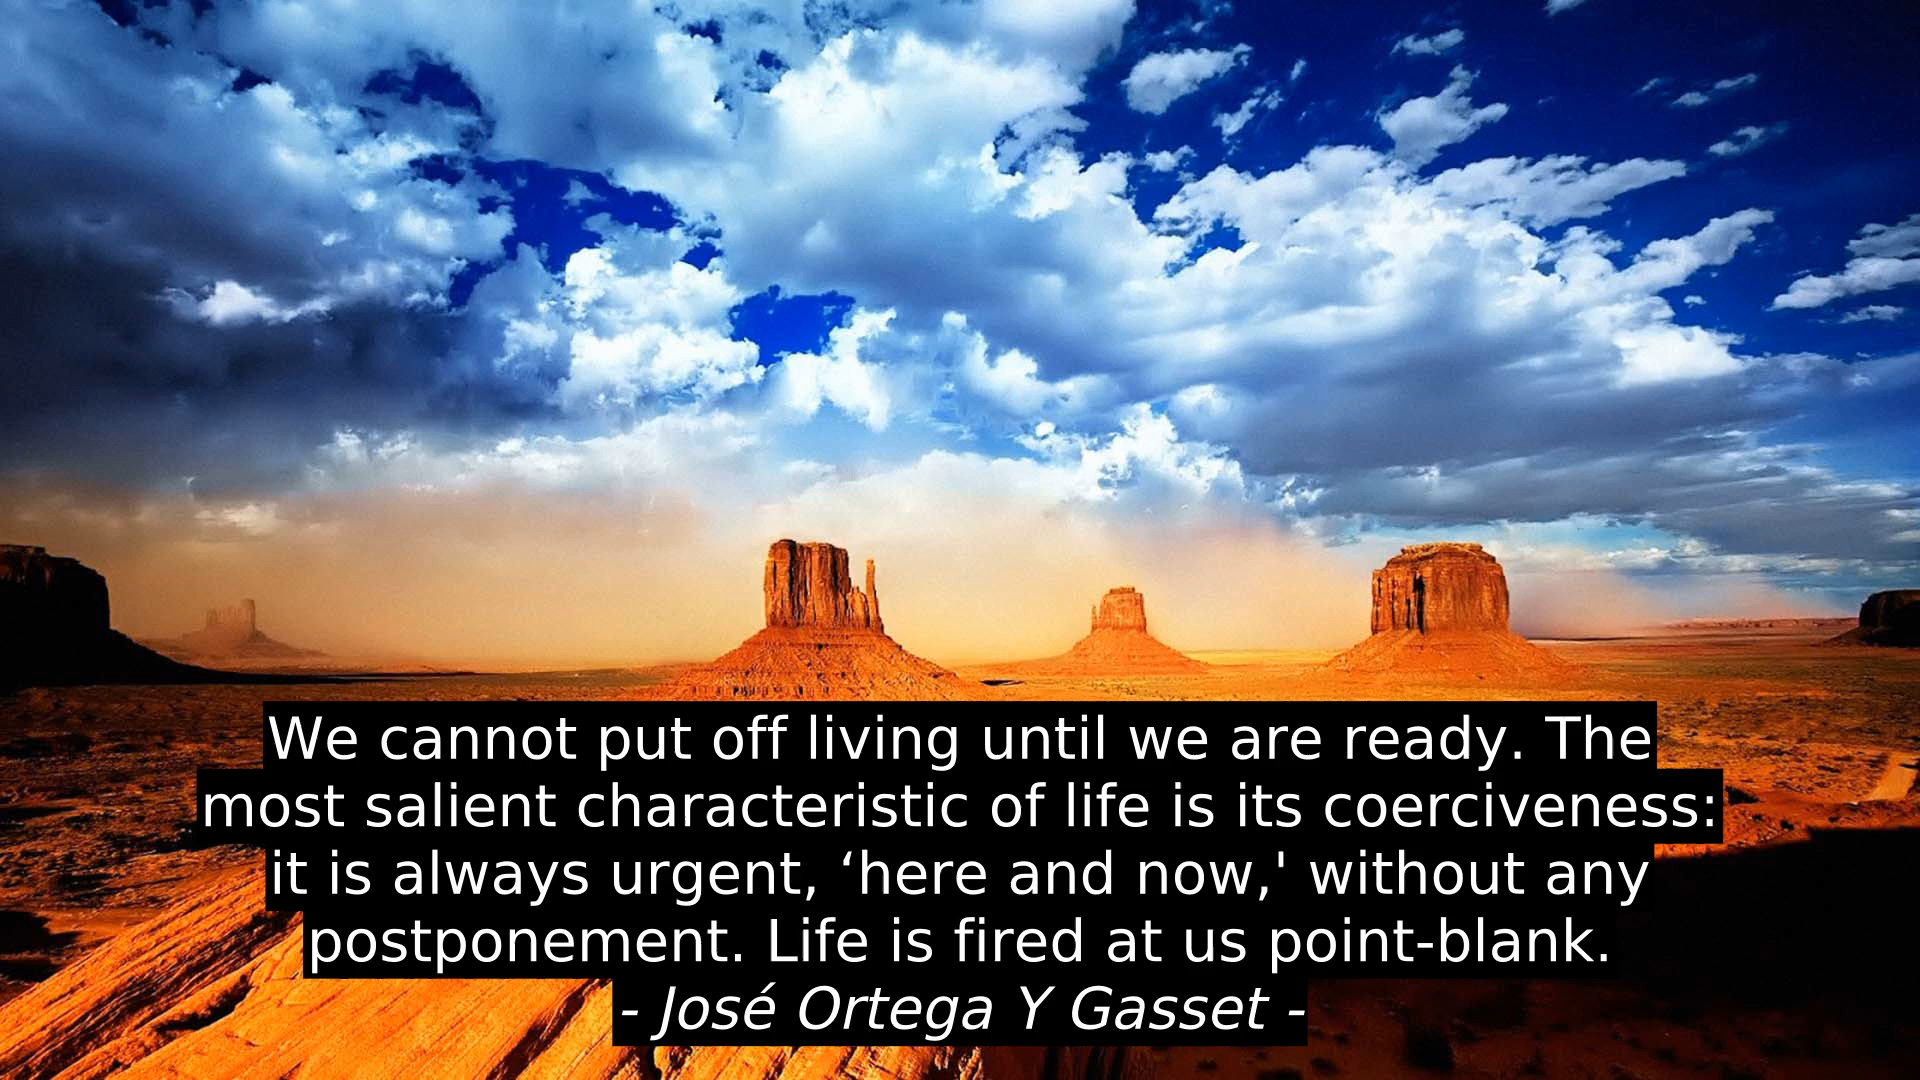 We cannot put off living until we are ready. The
most salient characteristic of life is its coerciveness:
it is always urgent, ‘here and now,' without any
postponement. Life is fired at us point-blank.
- José Ortega Y Gasset -